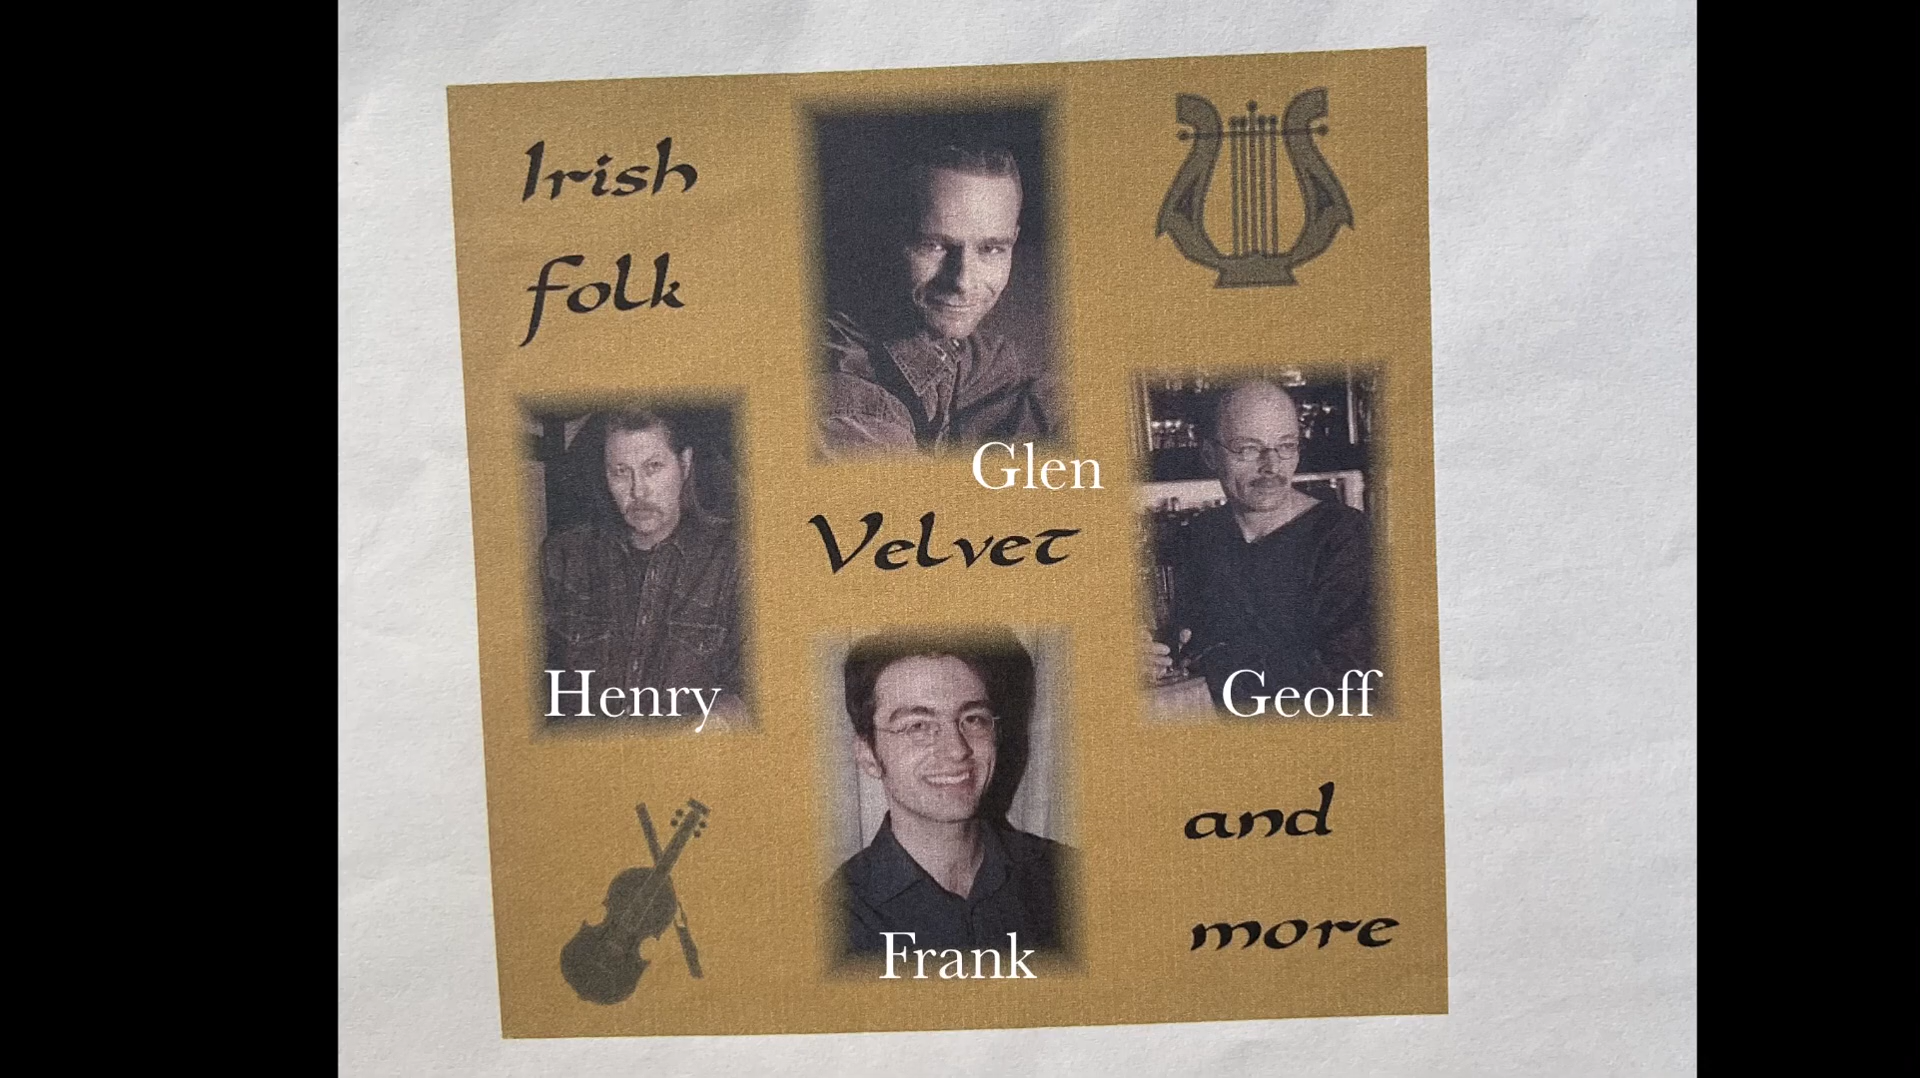 Irish
folk
Glen
Velvet
Henry
Geoff
and
more
Frank